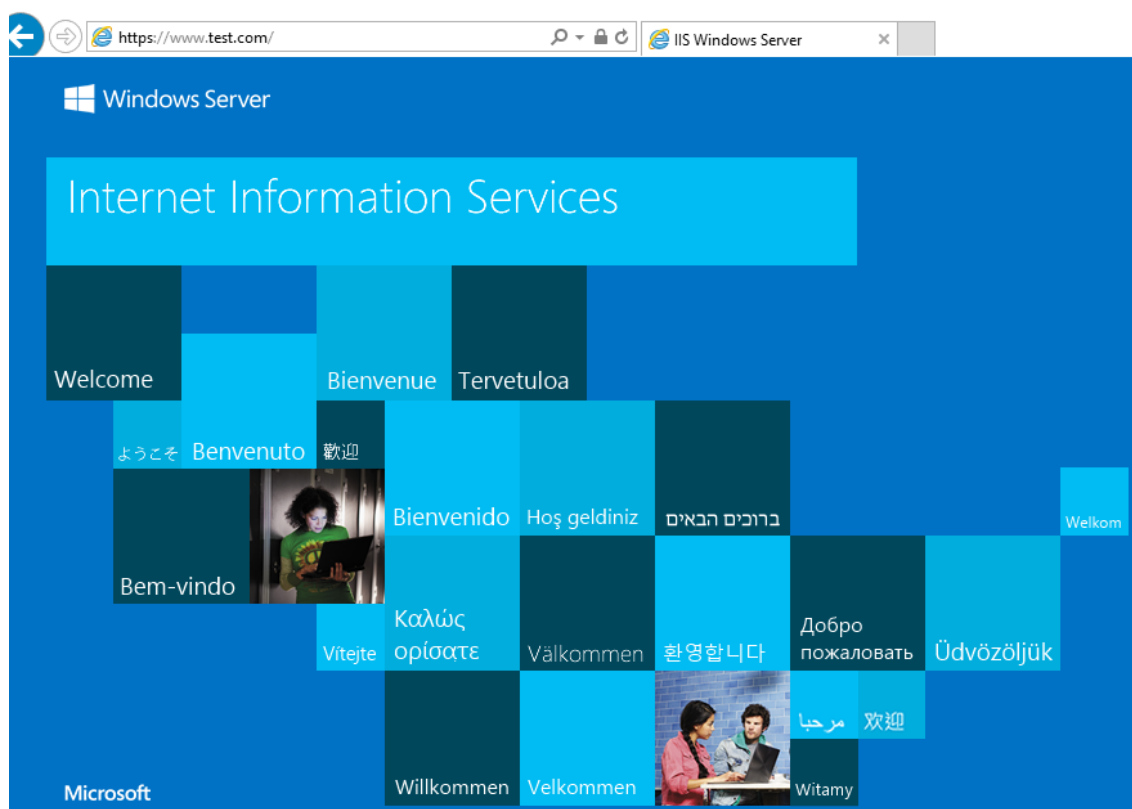 https://www.test.com/
IIS Windows Server
Windows Server
Internet Information Services
Welcome
Bienvenue
Tervetuloa
ようこそ
Benvenuto
歡迎
Bienvenido
Hoş geldiniz
ברוכים הבאים
Welkom
Bem-vindo
Vítejte
Καλώς
ορίσατε
Välkommen
환영합니다
Добро
пожаловать
Üdvözöljük
مرحبا
欢迎
Microsoft
Willkommen
Velkommen
Witamy